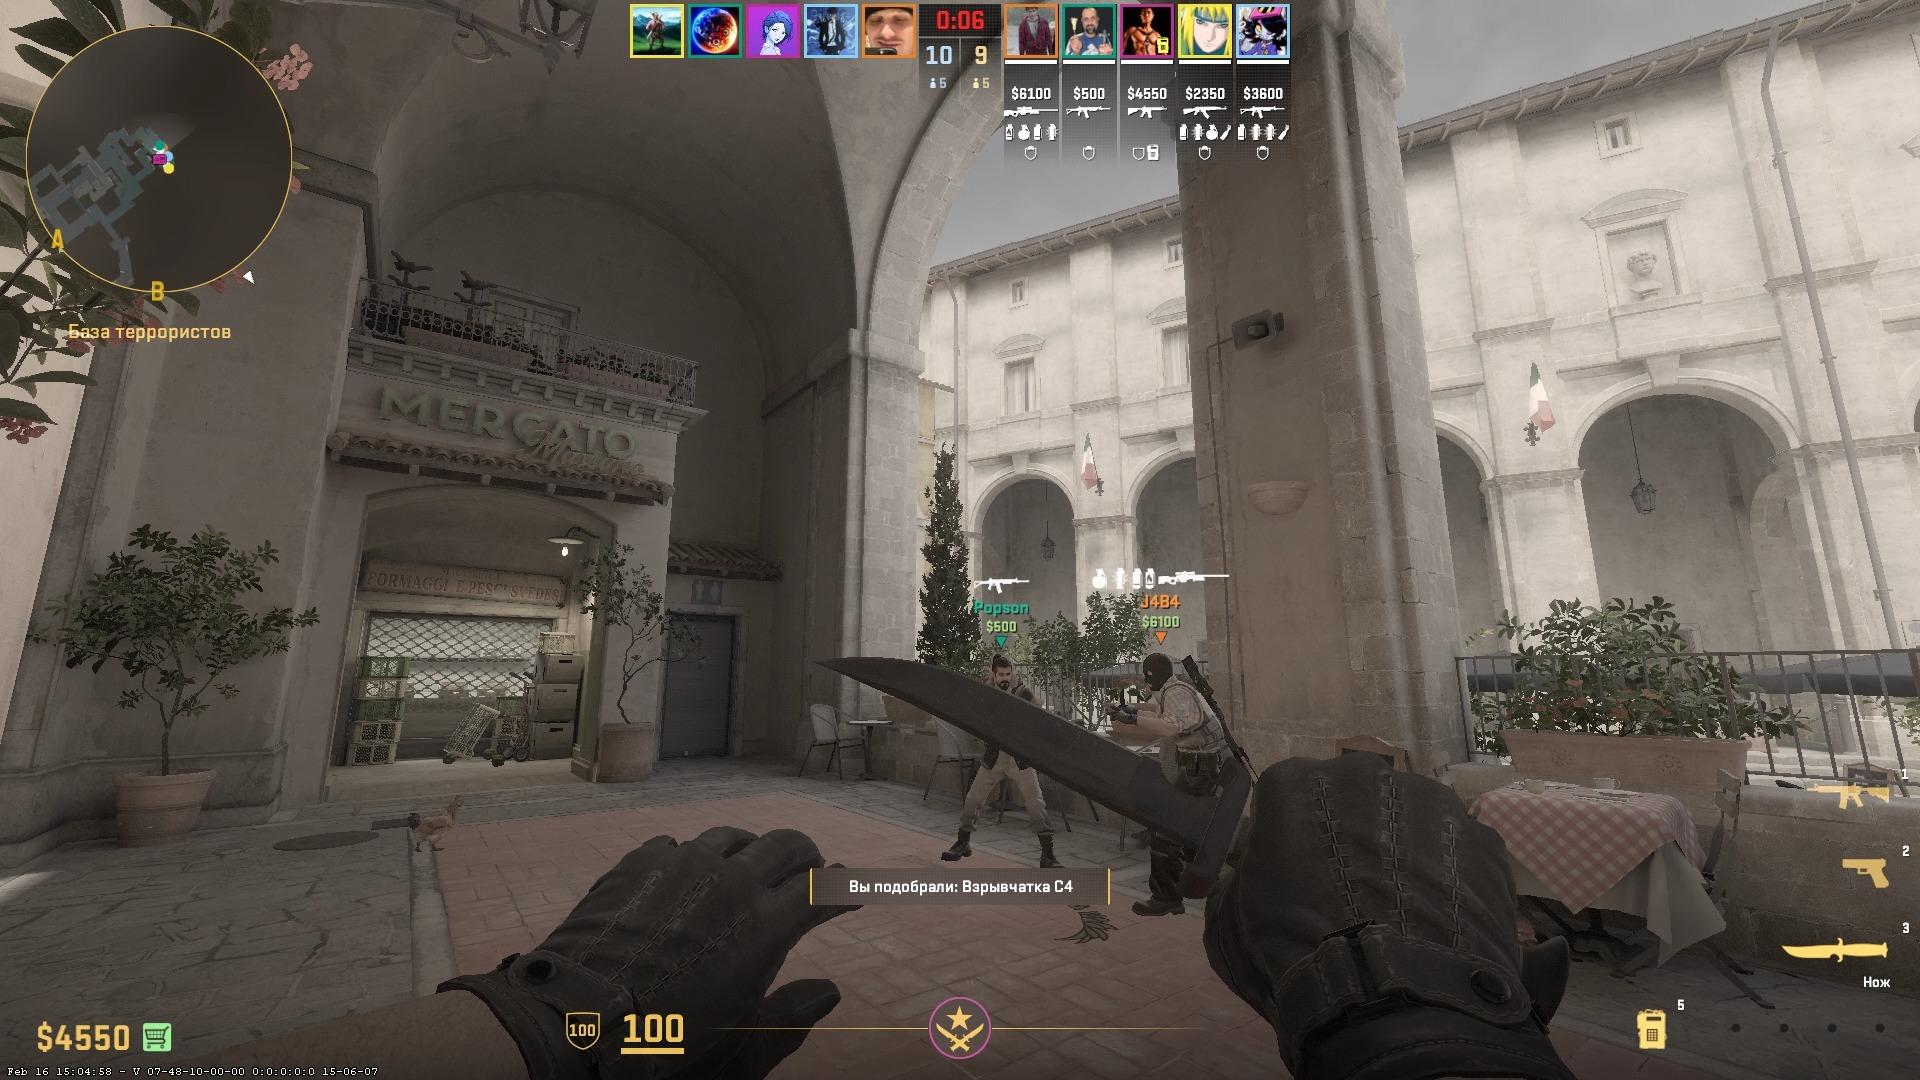 0:06
10 9
5 5
$6100 $500 $4550 $2350 $3600
A
B
База террористов
MERCATO
FORMAGGI E PESCI SVEDESI
Popson
$500
J4B4
$6100
Вы подобрали: Взрывчатка C4
1
2
3
Нож
5
$4550
100 100
Feb 16 15:04:58 - V 07-48-10-00-00 0:0:0:0:0 15-06-07